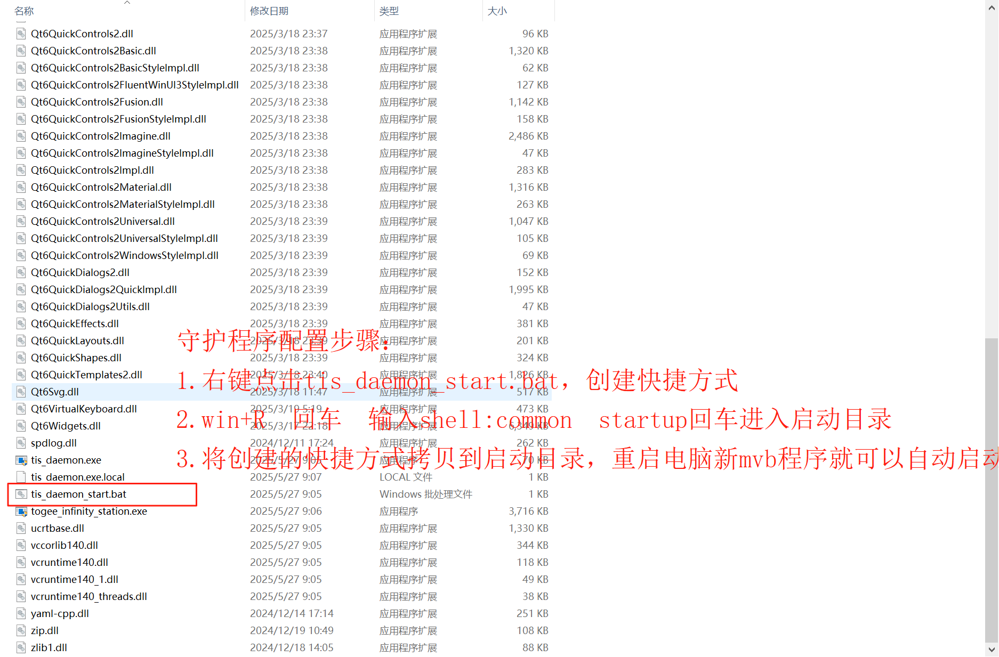 名称 修改日期 类型 大小
Qt6QuickControls2.dll 2025/3/18 23:37 应用程序扩展 96 KB
Qt6QuickControls2Basic.dll 2025/3/18 23:38 应用程序扩展 1,320 KB
Qt6QuickControls2BasicStyleImpl.dll 2025/3/18 23:38 应用程序扩展 62 KB
Qt6QuickControls2FluentWinUI3StyleImpl.dll 2025/3/18 23:38 应用程序扩展 127 KB
Qt6QuickControls2Fusion.dll 2025/3/18 23:38 应用程序扩展 1,142 KB
Qt6QuickControls2FusionStyleImpl.dll 2025/3/18 23:38 应用程序扩展 158 KB
Qt6QuickControls2Imagine.dll 2025/3/18 23:38 应用程序扩展 2,486 KB
Qt6QuickControls2ImagineStyleImpl.dll 2025/3/18 23:38 应用程序扩展 47 KB
Qt6QuickControls2Impl.dll 2025/3/18 23:38 应用程序扩展 283 KB
Qt6QuickControls2Material.dll 2025/3/18 23:38 应用程序扩展 1,316 KB
Qt6QuickControls2MaterialStyleImpl.dll 2025/3/18 23:38 应用程序扩展 263 KB
Qt6QuickControls2Universal.dll 2025/3/18 23:39 应用程序扩展 1,047 KB
Qt6QuickControls2UniversalStyleImpl.dll 2025/3/18 23:39 应用程序扩展 105 KB
Qt6QuickControls2WindowsStyleImpl.dll 2025/3/18 23:39 应用程序扩展 69 KB
Qt6QuickDialogs2.dll 2025/3/18 23:39 应用程序扩展 152 KB
Qt6QuickDialogs2QuickImpl.dll 2025/3/18 23:39 应用程序扩展 1,995 KB
Qt6QuickDialogs2Utils.dll 2025/3/18 23:39 应用程序扩展 47 KB
Qt6QuickEffects.dll 2025/3/18 23:39 应用程序扩展 381 KB
Qt6QuickLayouts.dll 2025/3/18 23:39 应用程序扩展 201 KB
守护程序配置步骤:
Qt6QuickShapes.dll 2025/3/18 23:39 应用程序扩展 324 KB
Qt6QuickTemplates2.dll 2025/3/18 23:40 应用程序扩展 1,826 KB
1.右键点击tis_daemon_start.bat，创建快捷方式
Qt6Svg.dll 2025/3/18 11:47 应用程序扩展 517 KB
Qt6VirtualKeyboard.dll 2025/3/19 5:19 应用程序扩展 473 KB
2.win+R 回车 输入shell:common startup回车进入启动目录
Qt6Widgets.dll 2025/3/17 22:18 应用程序扩展 6,349 KB
spdlog.dll 2024/12/11 17:24 应用程序扩展 262 KB
tis_daemon.exe 2025/5/27 9:05 应用程序 70 KB
3.将创建的快捷方式拷贝到启动目录，重启电脑新mvb程序就可以自动启动
tis_daemon.exe.local 2025/5/27 9:07 LOCAL 文件 1 KB
tis_daemon_start.bat 2025/5/27 9:05 Windows 批处理文件 1 KB
togee_infinity_station.exe 2025/5/27 9:06 应用程序 3,716 KB
ucrtbase.dll 2025/5/27 9:05 应用程序扩展 1,330 KB
vccorlib140.dll 2025/5/27 9:05 应用程序扩展 344 KB
vcruntime140.dll 2025/5/27 9:05 应用程序扩展 118 KB
vcruntime140_1.dll 2025/5/27 9:05 应用程序扩展 49 KB
vcruntime140_threads.dll 2025/5/27 9:05 应用程序扩展 38 KB
yaml-cpp.dll 2024/12/14 17:14 应用程序扩展 251 KB
zip.dll 2024/12/19 10:49 应用程序扩展 108 KB
zlib1.dll 2024/12/18 14:05 应用程序扩展 88 KB